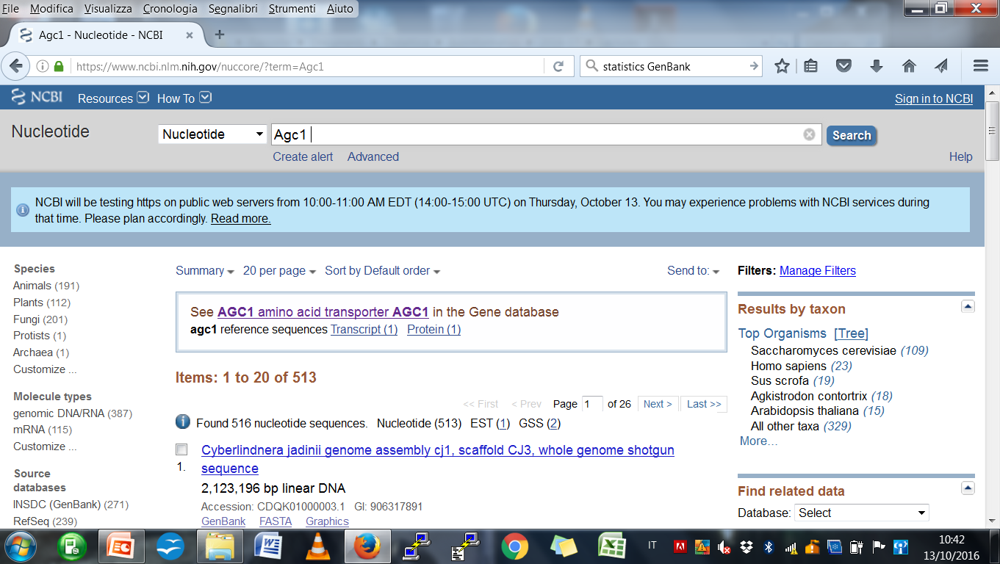 File Modifica Visualizza Cronologia Segnalibri Strumenti Aiuto
Agc1 - Nucleotide - NCBI
https://www.ncbi.nlm.nih.gov/nuccore/?term=Agc1
statistics GenBank
NCBI Resources How To
Sign in to NCBI
Nucleotide
Nucleotide
Agc1
Search
Create alert Advanced
Help
NCBI will be testing https on public web servers from 10:00-11:00 AM EDT (14:00-15:00 UTC) on Thursday, October 13. You may experience problems with NCBI services during
that time. Please plan accordingly. Read more.
Species
Animals (191)
Plants (112)
Fungi (201)
Protists (1)
Archaea (1)
Customize ...
Molecule types
genomic DNA/RNA (387)
mRNA (115)
Customize ...
Source
databases
INSDC (GenBank) (271)
RefSeq (239)
Summary 20 per page Sort by Default order
Send to:
See AGC1 amino acid transporter AGC1 in the Gene database
agc1 reference sequences Transcript (1) Protein (1)
Items: 1 to 20 of 513
<< First < Prev Page 1 of 26 Next > Last >>
Found 516 nucleotide sequences. Nucleotide (513) EST (1) GSS (2)
Cyberlindnera jadinii genome assembly cj1, scaffold CJ3, whole genome shotgun
1. sequence
2,123,196 bp linear DNA
Accession: CDQK01000003.1 GI: 906317891
GenBank FASTA Graphics
Filters: Manage Filters
Results by taxon
Top Organisms [Tree]
Saccharomyces cerevisiae (109)
Homo sapiens (23)
Sus scrofa (19)
Agkistrodon contortrix (18)
Arabidopsis thaliana (15)
All other taxa (329)
More...
Find related data
Database: Select
IT
10:42
13/10/2016